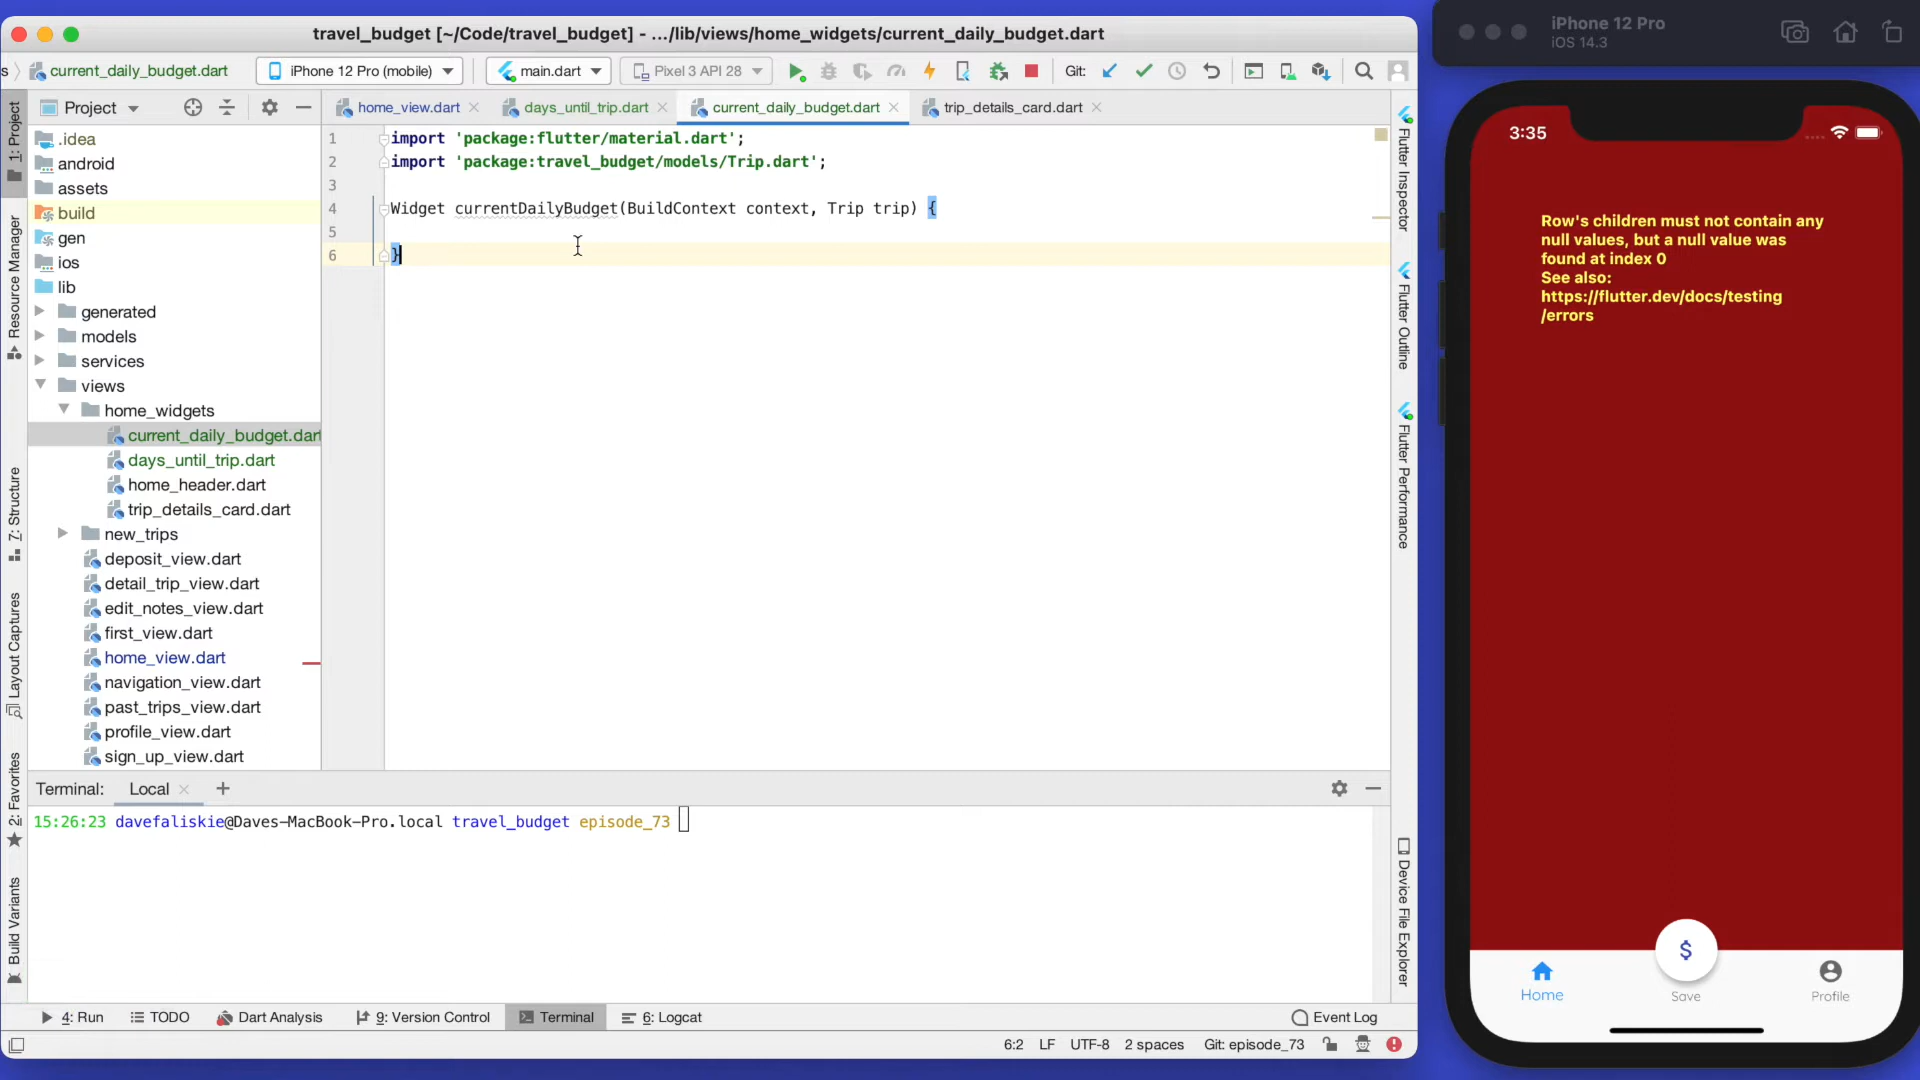 travel_budget [~/Code/travel_budget] - .../lib/views/home_widgets/current_daily_budget.dart
s
current_daily_budget.dart
iPhone 12 Pro (mobile)
main.dart
Pixel 3 API 28
Git:
Project
home_view.dart
days_until_trip.dart
current_daily_budget.dart
trip_details_card.dart
1: Project
Resource Manager
7: Structure
Layout Captures
2: Favorites
Build Variants
.idea
android
assets
build
gen
ios
lib
generated
models
services
views
home_widgets
current_daily_budget.dart
days_until_trip.dart
home_header.dart
trip_details_card.dart
new_trips
deposit_view.dart
detail_trip_view.dart
edit_notes_view.dart
first_view.dart
home_view.dart
navigation_view.dart
past_trips_view.dart
profile_view.dart
sign_up_view.dart
1 import 'package:flutter/material.dart';
2 import 'package:travel_budget/models/Trip.dart';
3
4 Widget currentDailyBudget(BuildContext context, Trip trip) {
5
6 }
Flutter Inspector
Flutter Outline
Flutter Performance
Device File Explorer
Terminal:
Local
15:26:23 davefaliskie@Daves-MacBook-Pro.local travel_budget episode_73
4: Run
TODO
Dart Analysis
9: Version Control
Terminal
6: Logcat
Event Log
6:2
LF
UTF-8
2 spaces
Git: episode_73
iPhone 12 Pro
iOS 14.3
3:35
Row's children must not contain any
null values, but a null value was
found at index 0
See also:
https://flutter.dev/docs/testing
/errors
$
Home
Save
Profile